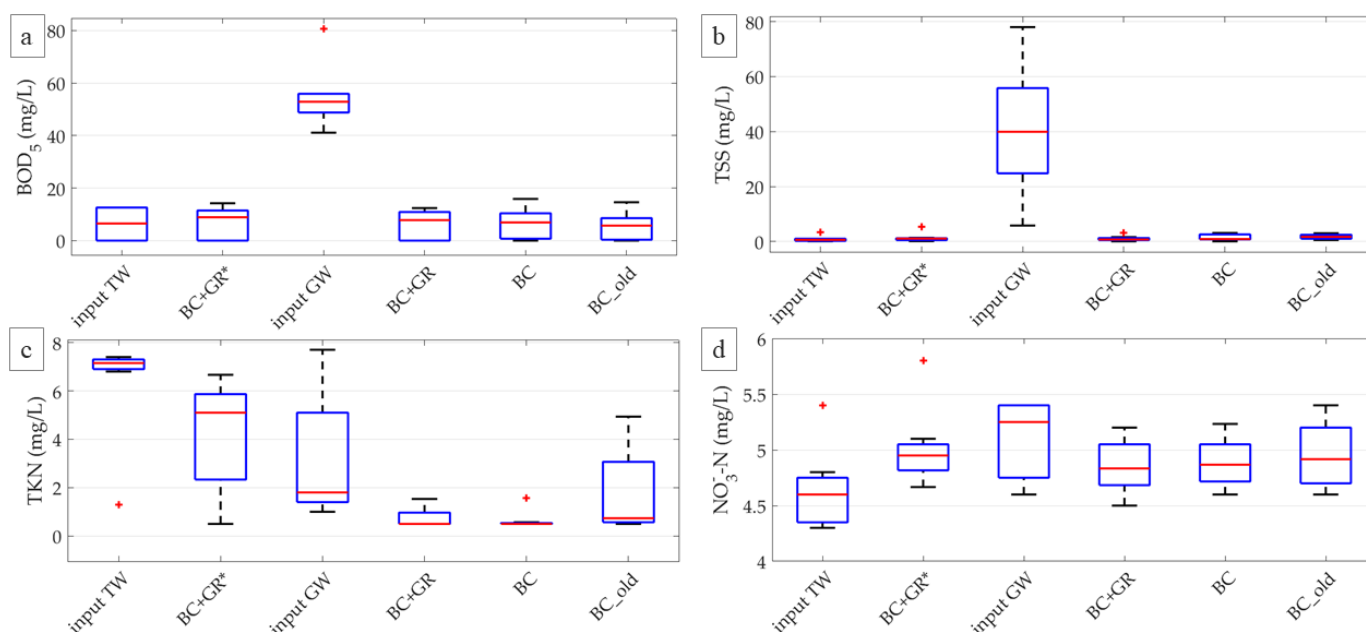 a
BOD5 (mg/L)
80
60
40
20
0
input TW
BC+GR*
input GW
BC+GR
BC
BC_old
b
TSS (mg/L)
80
60
40
20
0
input TW
BC+GR*
input GW
BC+GR
BC
BC_old
c
TKN (mg/L)
8
6
4
2
0
input TW
BC+GR*
input GW
BC+GR
BC
BC_old
d
NO3--N (mg/L)
6
5.5
5
4.5
4
input TW
BC+GR*
input GW
BC+GR
BC
BC_old